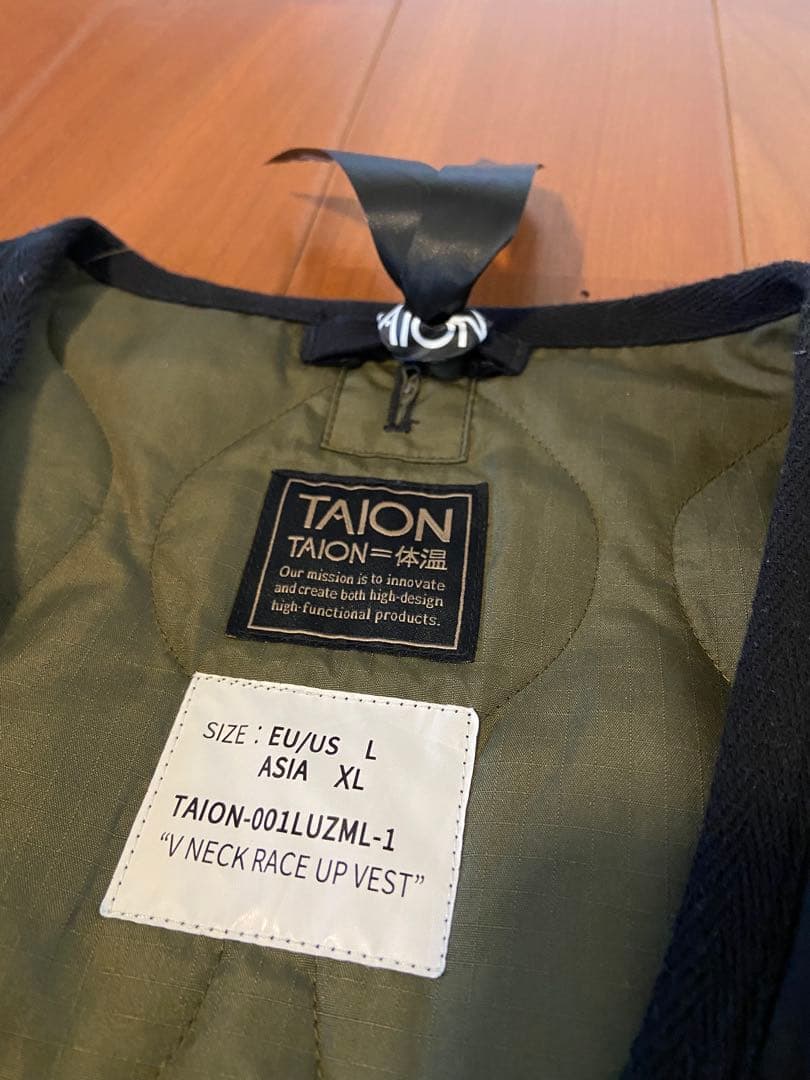 TAION
TAION
TAION=体温
Our mission is to innovate
and create both high-design
high-functional products.
SIZE : EU/US L
ASIA XL
TAION-001LUZML-1
“V NECK RACE UP VEST”